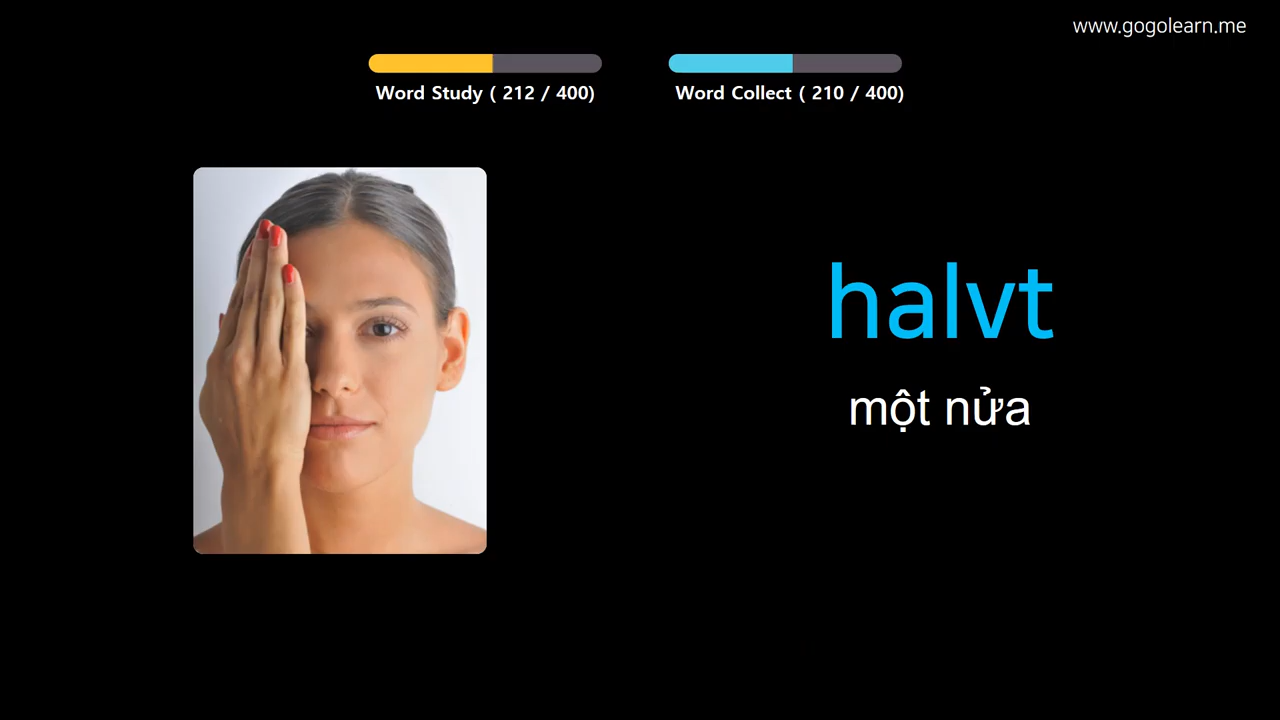 www.gogolearn.me
Word Study ( 212 / 400)
Word Collect ( 210 / 400)
halvt
một nửa